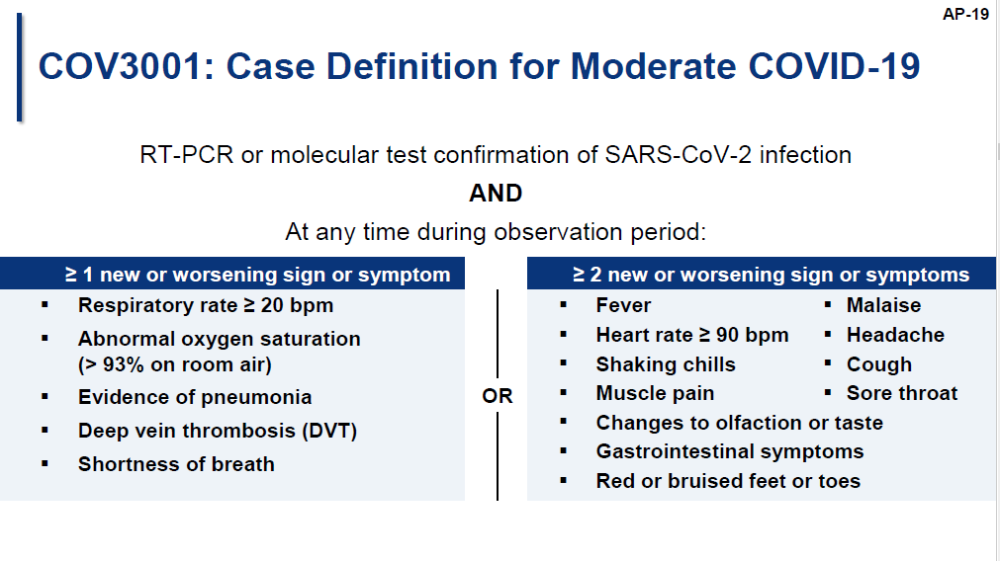 AP-19
COV3001: Case Definition for Moderate COVID-19
RT-PCR or molecular test confirmation of SARS-CoV-2 infection
AND
At any time during observation period:
≥ 1 new or worsening sign or symptom
▪ Respiratory rate ≥ 20 bpm
▪ Abnormal oxygen saturation
(> 93% on room air)
▪ Evidence of pneumonia
▪ Deep vein thrombosis (DVT)
▪ Shortness of breath
OR
≥ 2 new or worsening sign or symptoms
▪ Fever
▪ Heart rate ≥ 90 bpm
▪ Shaking chills
▪ Muscle pain
▪ Changes to olfaction or taste
▪ Gastrointestinal symptoms
▪ Red or bruised feet or toes
▪ Malaise
▪ Headache
▪ Cough
▪ Sore throat